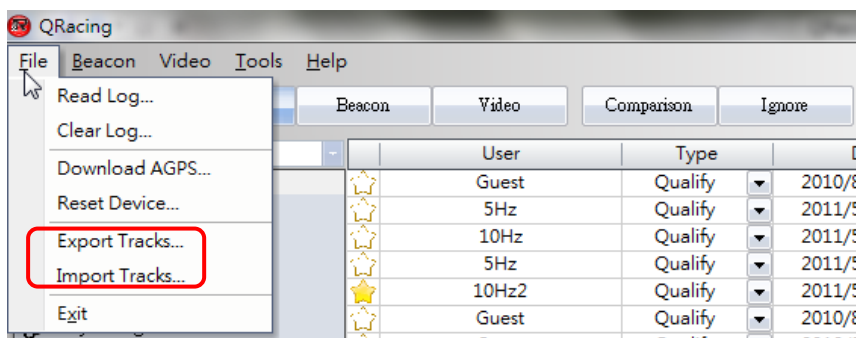 QRacing
File Beacon Video Tools Help
Read Log...
Clear Log...
Download AGPS...
Reset Device...
Export Tracks...
Import Tracks...
Exit
Beacon Video Comparison Ignore
User Type
Guest Qualify 2010/8
5Hz Qualify 2011/5
10Hz Qualify 2011/5
5Hz Qualify 2011/5
10Hz2 Qualify 2011/5
Guest Qualify 2010/8